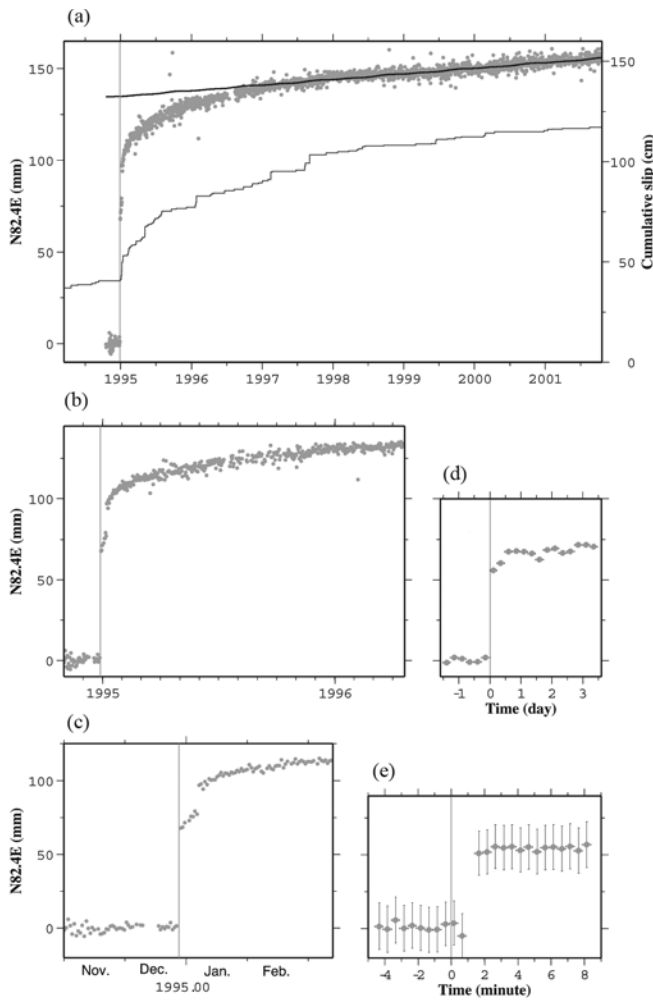 (a)
150
100
50
0
N82.4E (mm)
150
100
50
0
Cumulative slip (cm)
1995 1996 1997 1998 1999 2000 2001
(b)
100
50
0
N82.4E (mm)
1995 1996
(d)
-1 0 1 2 3
Time (day)
(c)
100
50
0
N82.4E (mm)
Nov. Dec. Jan. Feb.
1995.00
(e)
-4 -2 0 2 4 6 8
Time (minute)